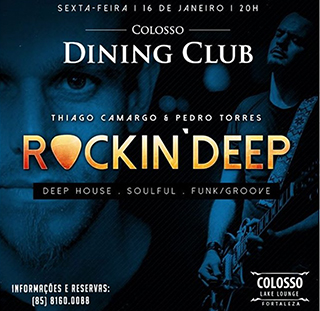 SEXTA-FEIRA | 16 DE JANEIRO | 20H
COLOSSO
DINING CLUB
THIAGO CAMARGO & PEDRO TORRES
ROCKIN'DEEP
DEEP HOUSE . SOULFUL . FUNK/GROOVE
INFORMAÇÕES E RESERVAS:
(85) 8160.0088
COLOSSO
LAKE LOUNGE
FORTALEZA